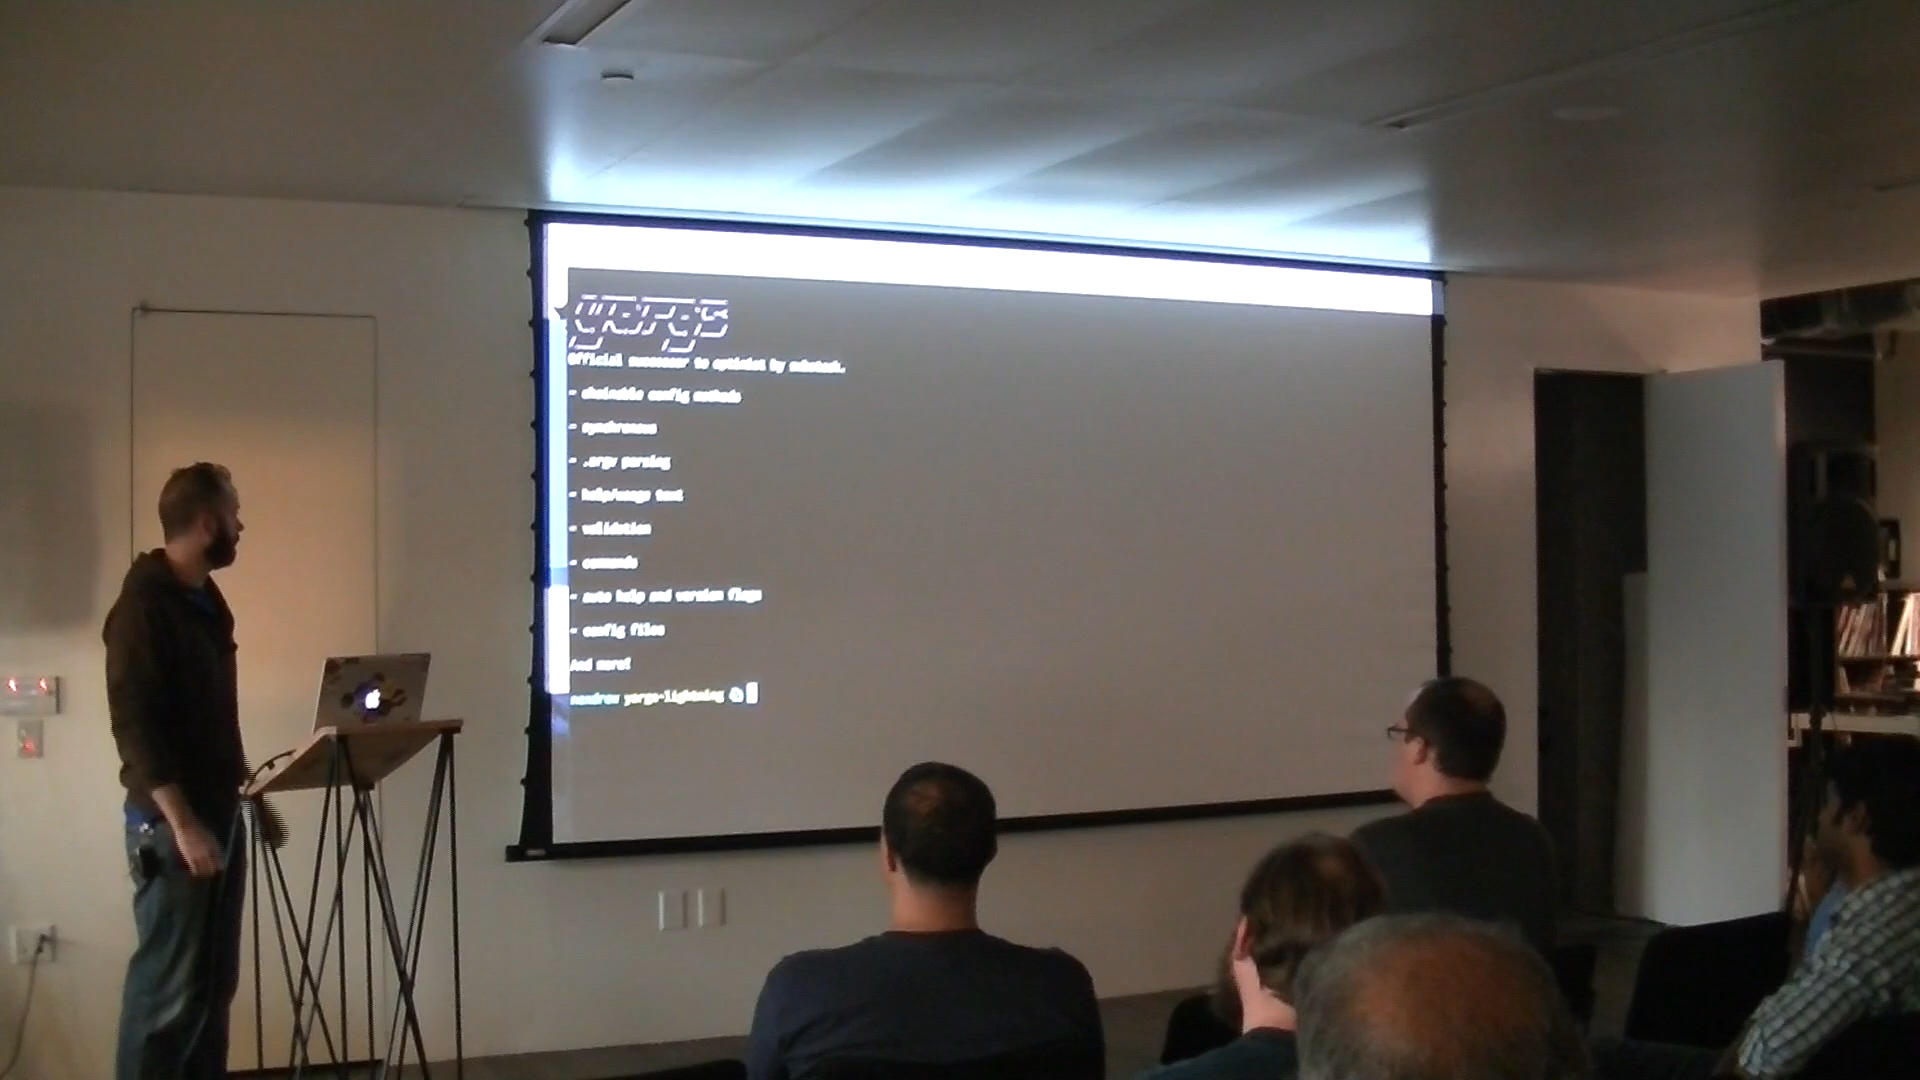 yargs
Official successor to optimist by substack.
- chainable config methods
- synchronous
- .argv parsing
- help/usage text
- validation
- commands
- auto help and version flags
- config files
And more!
nexdrew yargs-lightning